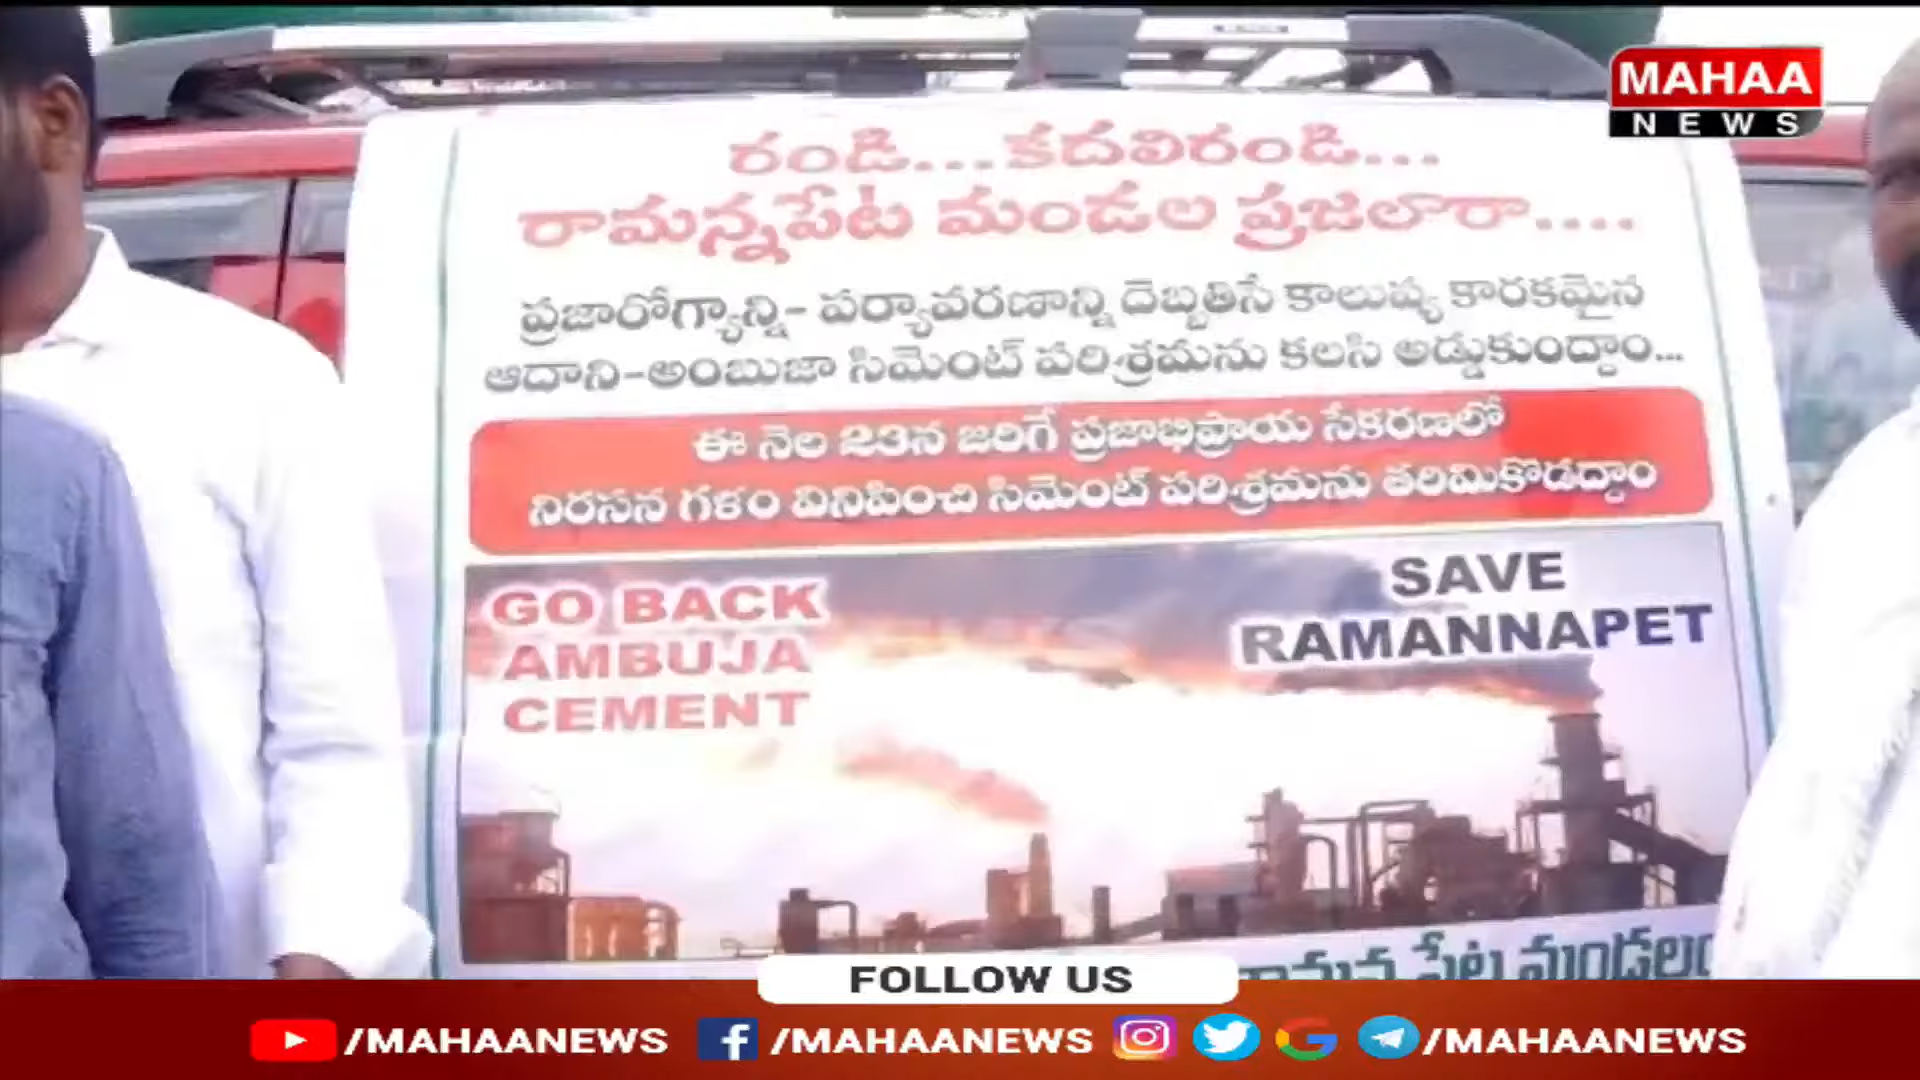 MAHAA
NEWS
రండి...కదలిరండి...
రామన్నపేట మండల ప్రజలారా....
ప్రజారోగ్యాన్ని- పర్యావరణాన్ని దెబ్బతీసే కాలుష్య కారకమైన
ఆదాని-అంబుజా సిమెంట్ పరిశ్రమను కలసి అడ్డుకుందాం...
ఈ నెల 23న జరిగే ప్రజాభిప్రాయ సేకరణలో
నిరసన గళం వినిపించి సిమెంట్ పరిశ్రమను తరిమికొడద్దాం
GO BACK
AMBUJA
CEMENT
SAVE
RAMANNAPET
FOLLOW US
/MAHAANEWS /MAHAANEWS /MAHAANEWS